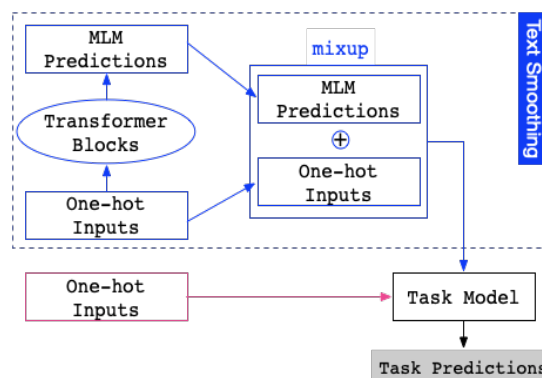 MLM
Predictions
Transformer
Blocks
One-hot
Inputs
mixup
MLM
Predictions
+
One-hot
Inputs
Text Smoothing
One-hot
Inputs
Task Model
Task Predictions